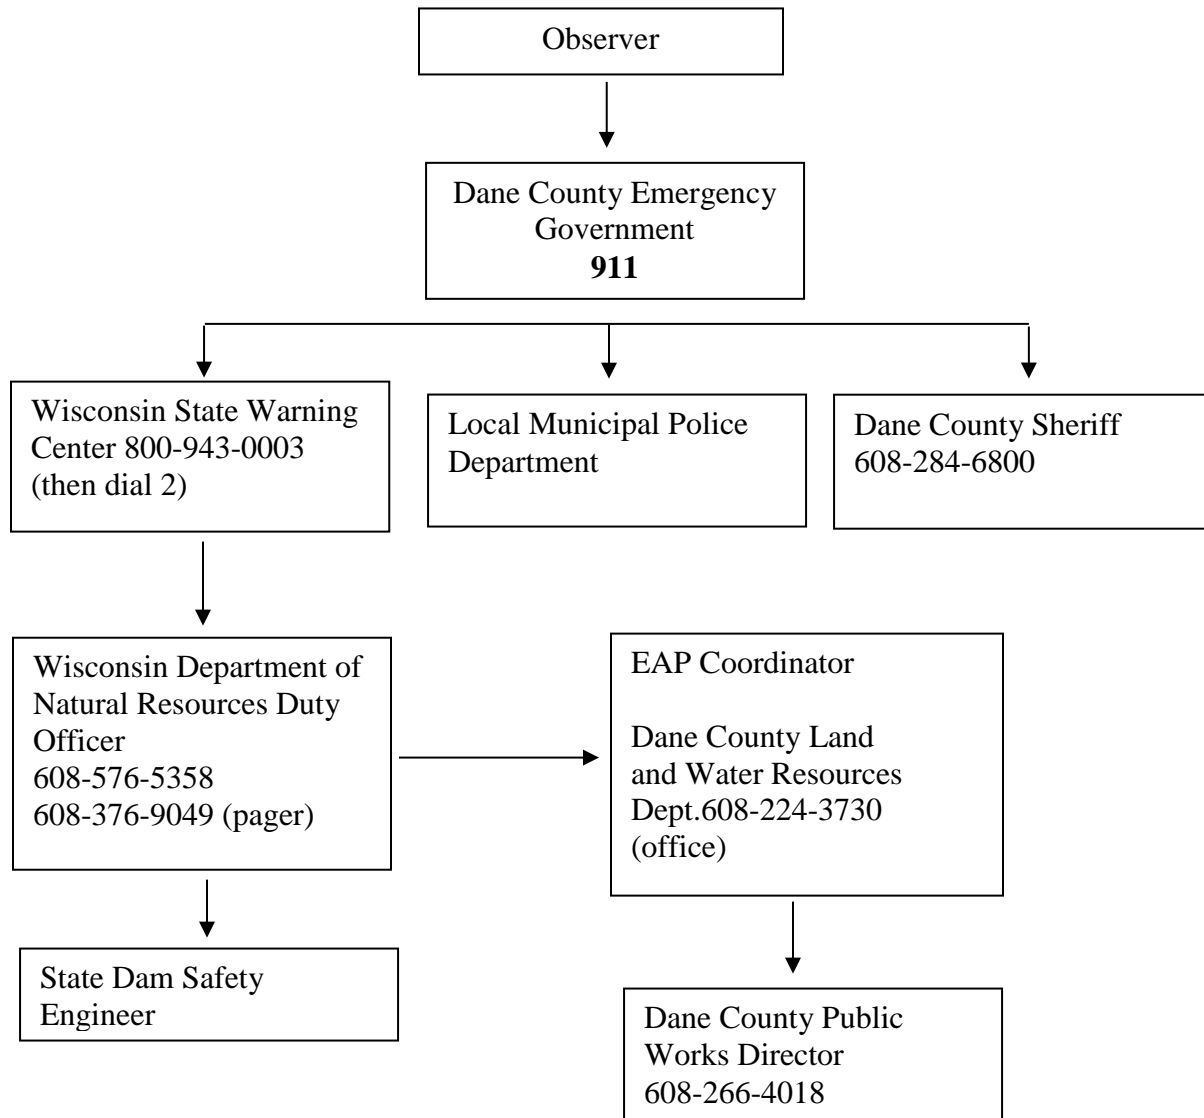 Observer
Dane County Emergency
Government
911
Wisconsin State Warning
Center 800-943-0003
(then dial 2)
Local Municipal Police
Department
Dane County Sheriff
608-284-6800
Wisconsin Department of
Natural Resources Duty
Officer
608-576-5358
608-376-9049 (pager)
EAP Coordinator
Dane County Land
and Water Resources
Dept.608-224-3730
(office)
State Dam Safety
Engineer
Dane County Public
Works Director
608-266-4018